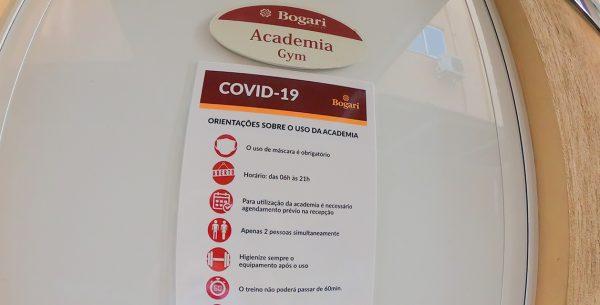 Bogari
Academia
Gym
COVID-19
Bogari
ORIENTAÇÕES SOBRE O USO DA ACADEMIA
O uso de máscara é obrigatório
ABERTO
Horário: das 06h às 21h
Para utilização da academia é necessário
agendamento prévio na recepção
Apenas 2 pessoas simultaneamente
Higienize sempre o
equipamento após o uso
60
O treino não poderá passar de 60min.